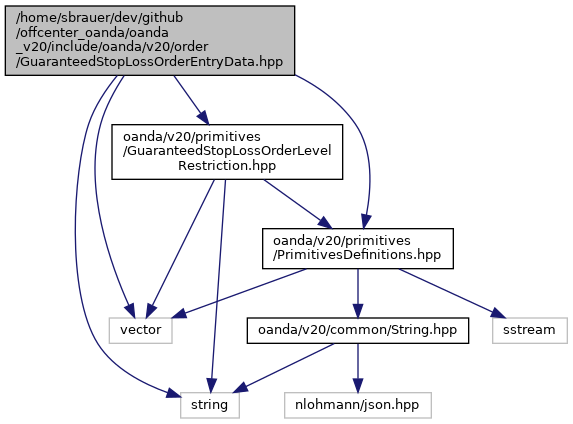 /home/sbrauer/dev/github
/offcenter_oanda/oanda
_v20/include/oanda/v20/order
/GuaranteedStopLossOrderEntryData.hpp
oanda/v20/primitives
/GuaranteedStopLossOrderLevel
Restriction.hpp
oanda/v20/primitives
/PrimitivesDefinitions.hpp
vector
oanda/v20/common/String.hpp
sstream
string
nlohmann/json.hpp